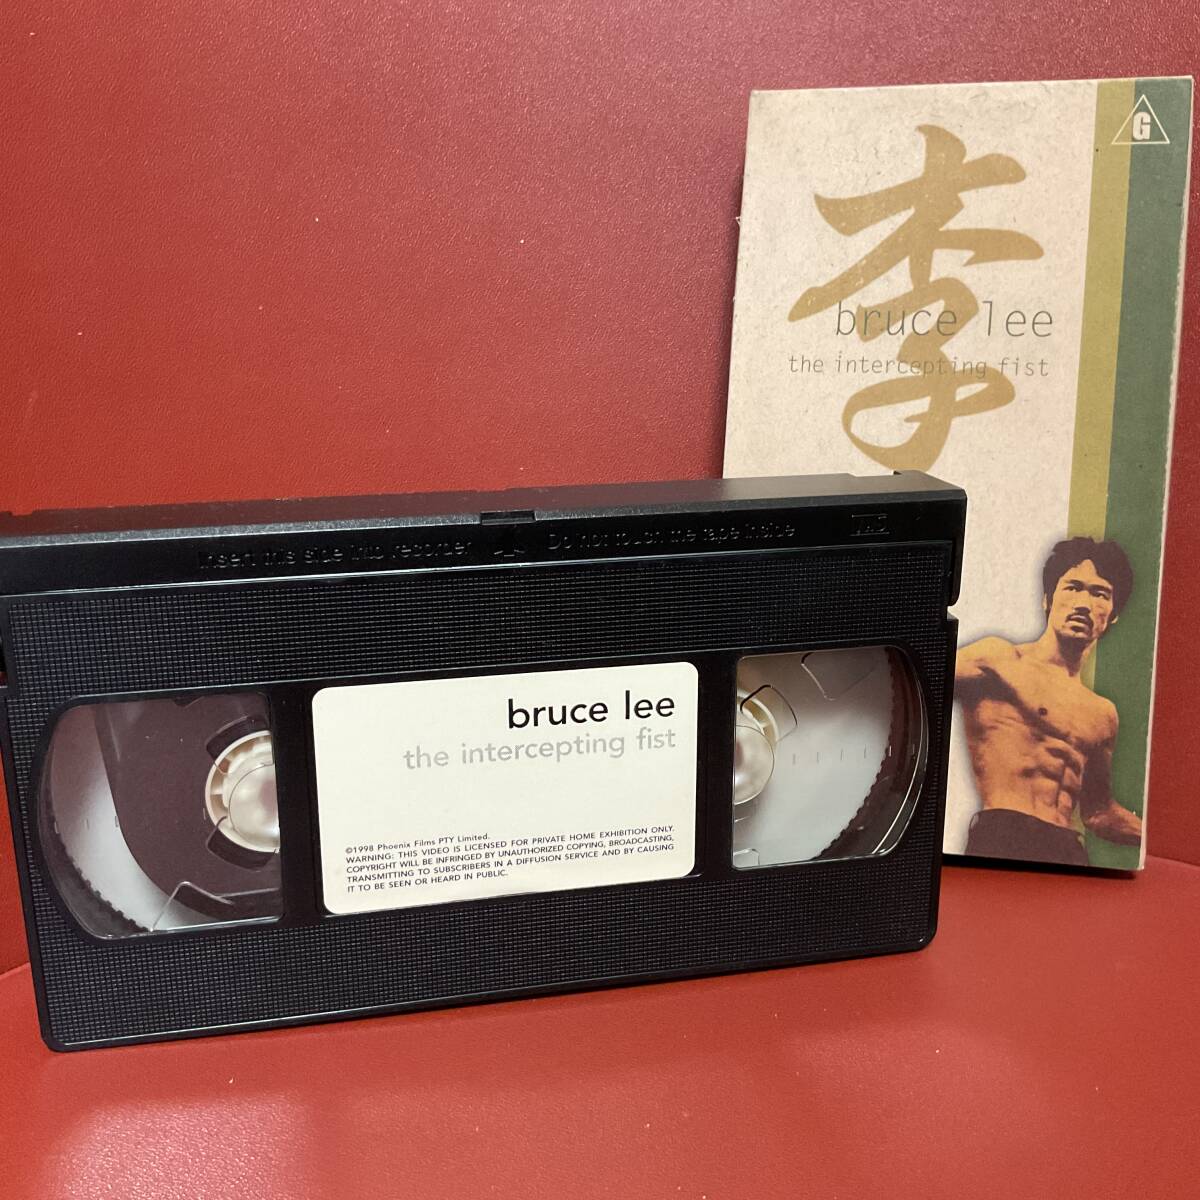 G
李
bruce lee
the intercepting fist
Insert this side into recorder
Do not touch me tape inside
VHS
bruce lee
the intercepting fist
©1998 Phoenix Films PTY Limited.
WARNING: THIS VIDEO IS LICENSED FOR PRIVATE HOME EXHIBITION ONLY.
COPYRIGHT WILL BE INFRINGED BY UNAUTHORIZED COPYING, BROADCASTING,
TRANSMITTING TO SUBSCRIBERS IN A DIFFUSION SERVICE AND BY CAUSING
IT TO BE SEEN OR HEARD IN PUBLIC.